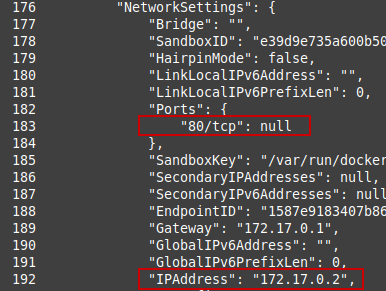 176 "NetworkSettings": {
177 "Bridge": "",
178 "SandboxID": "e39d9e735a600b50
179 "HairpinMode": false,
180 "LinkLocalIPv6Address": "",
181 "LinkLocalIPv6PrefixLen": 0,
182 "Ports": {
183 "80/tcp": null
184 },
185 "SandboxKey": "/var/run/docker
186 "SecondaryIPAddresses": null,
187 "SecondaryIPv6Addresses": null
188 "EndpointID": "1587e9183407b86
189 "Gateway": "172.17.0.1",
190 "GlobalIPv6Address": "",
191 "GlobalIPv6PrefixLen": 0,
192 "IPAddress": "172.17.0.2",